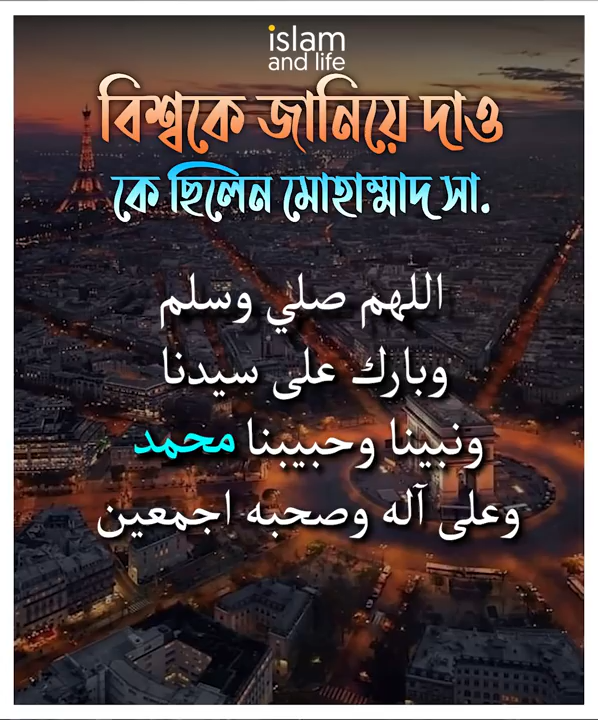 islam
and life
বিশ্বকে জানিয়ে দাও
কে ছিলেন মোহাম্মাদ সা.
اللهم صلي وسلم
وبارك على سيدنا
ونبينا وحبيبنا محمد
وعلى آله وصحبه اجمعين